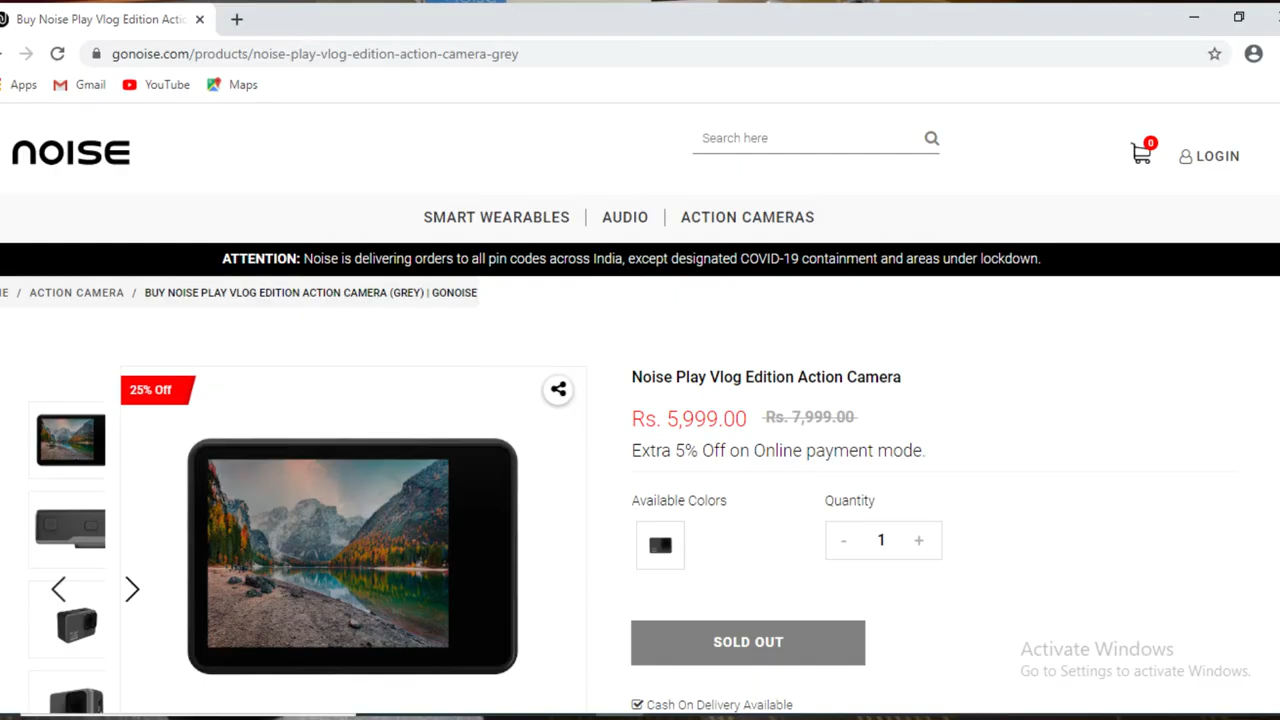 Buy Noise Play Vlog Edition Actic
gonoise.com/products/noise-play-vlog-edition-action-camera-grey
Apps Gmail YouTube Maps
NOISE
Search here
0
LOGIN
SMART WEARABLES | AUDIO | ACTION CAMERAS
ATTENTION: Noise is delivering orders to all pin codes across India, except designated COVID-19 containment and areas under lockdown.
ME / ACTION CAMERA / BUY NOISE PLAY VLOG EDITION ACTION CAMERA (GREY) | GONOISE
25% Off
Noise Play Vlog Edition Action Camera
Rs. 5,999.00 Rs. 7,999.00
Extra 5% Off on Online payment mode.
Available Colors Quantity
- 1 +
SOLD OUT
Activate Windows
Go to Settings to activate Windows.
Cash On Delivery Available